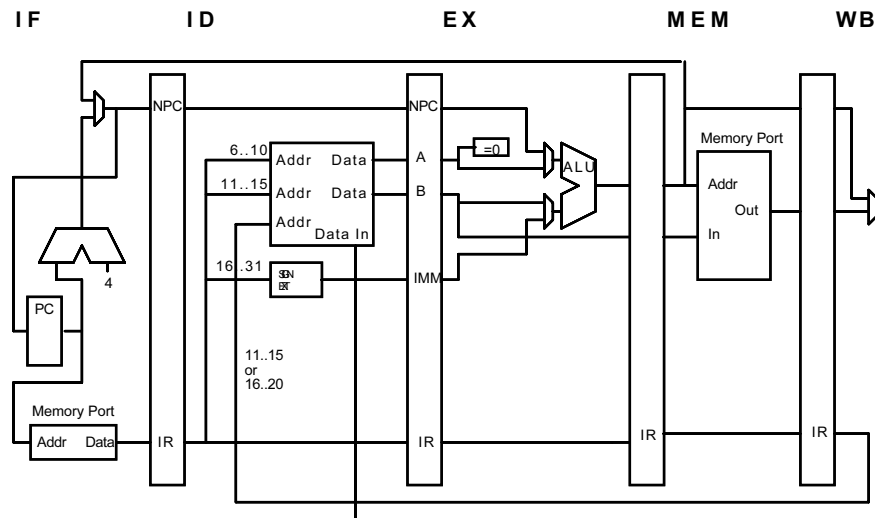 IF ID EX MEM WB
NPC NPC
Memory Port
6..10 Addr Data A =0 ALU
11..15 Addr Data B Addr
Addr Out
Data In In
4
16..31 SIGN IMM
EXT
PC
11..15
or
16..20
Memory Port
Addr Data IR IR IR IR